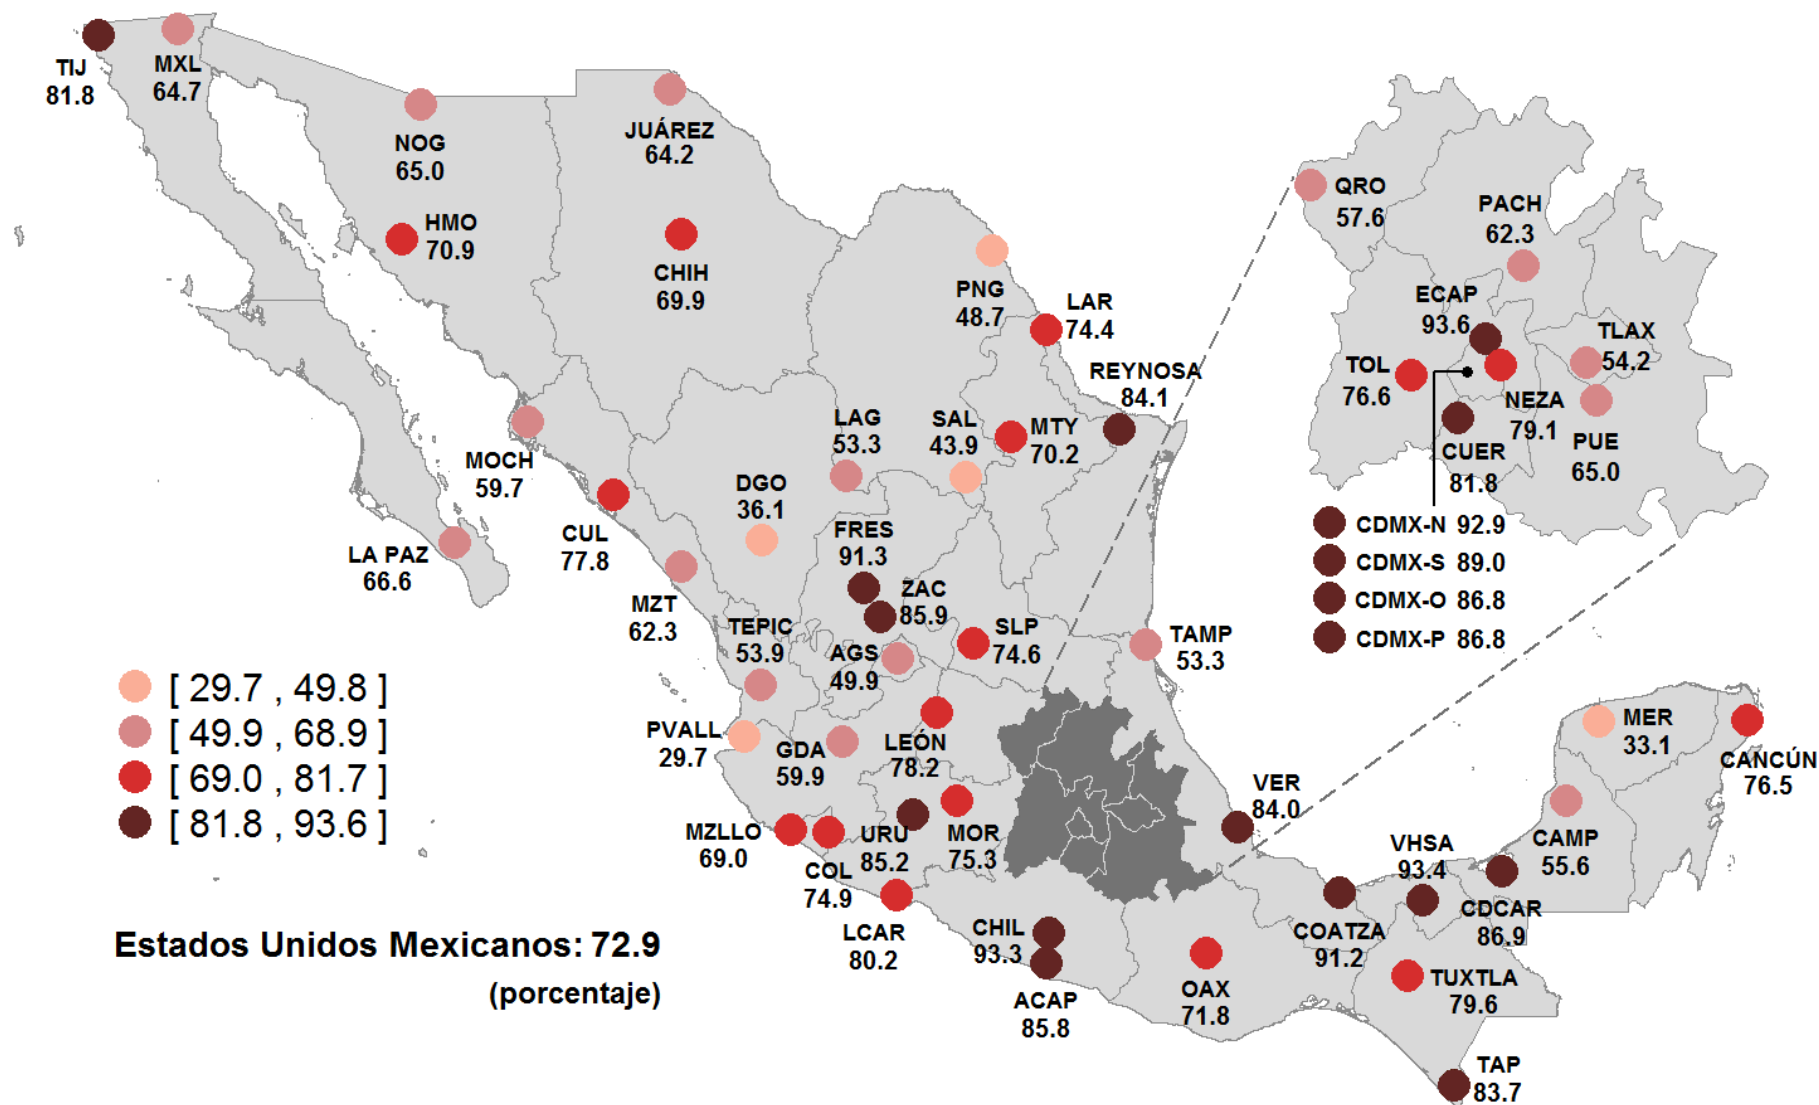 TIJ
81.8
MXL
64.7
NOG
65.0
HMO
70.9
JUÁREZ
64.2
CHIH
69.9
PNG
48.7
LAR
74.4
REYNOSA
84.1
MOCH
59.7
LA PAZ
66.6
CUL
77.8
MZT
62.3
DGO
36.1
LAG
53.3
SAL
43.9
MTY
70.2
FRES
91.3
ZAC
85.9
TEPIC
53.9
AGS
49.9
SLP
74.6
TAMP
53.3
PVALL
29.7
GDA
59.9
LEÓN
78.2
MZLLO
69.0
COL
74.9
URU
85.2
MOR
75.3
LCAR
80.2
CHIL
93.3
ACAP
85.8
OAX
71.8
VER
84.0
COATZA
91.2
VHSA
93.4
CDCAR
86.9
TUXTLA
79.6
TAP
83.7
CAMP
55.6
MER
33.1
CANCÚN
76.5
QRO
57.6
PACH
62.3
ECAP
93.6
TLAX
54.2
TOL
76.6
NEZA
79.1
PUE
65.0
CUER
81.8
CDMX-N 92.9
CDMX-S 89.0
CDMX-O 86.8
CDMX-P 86.8
[ 29.7 , 49.8 ]
[ 49.9 , 68.9 ]
[ 69.0 , 81.7 ]
[ 81.8 , 93.6 ]
Estados Unidos Mexicanos: 72.9
(porcentaje)